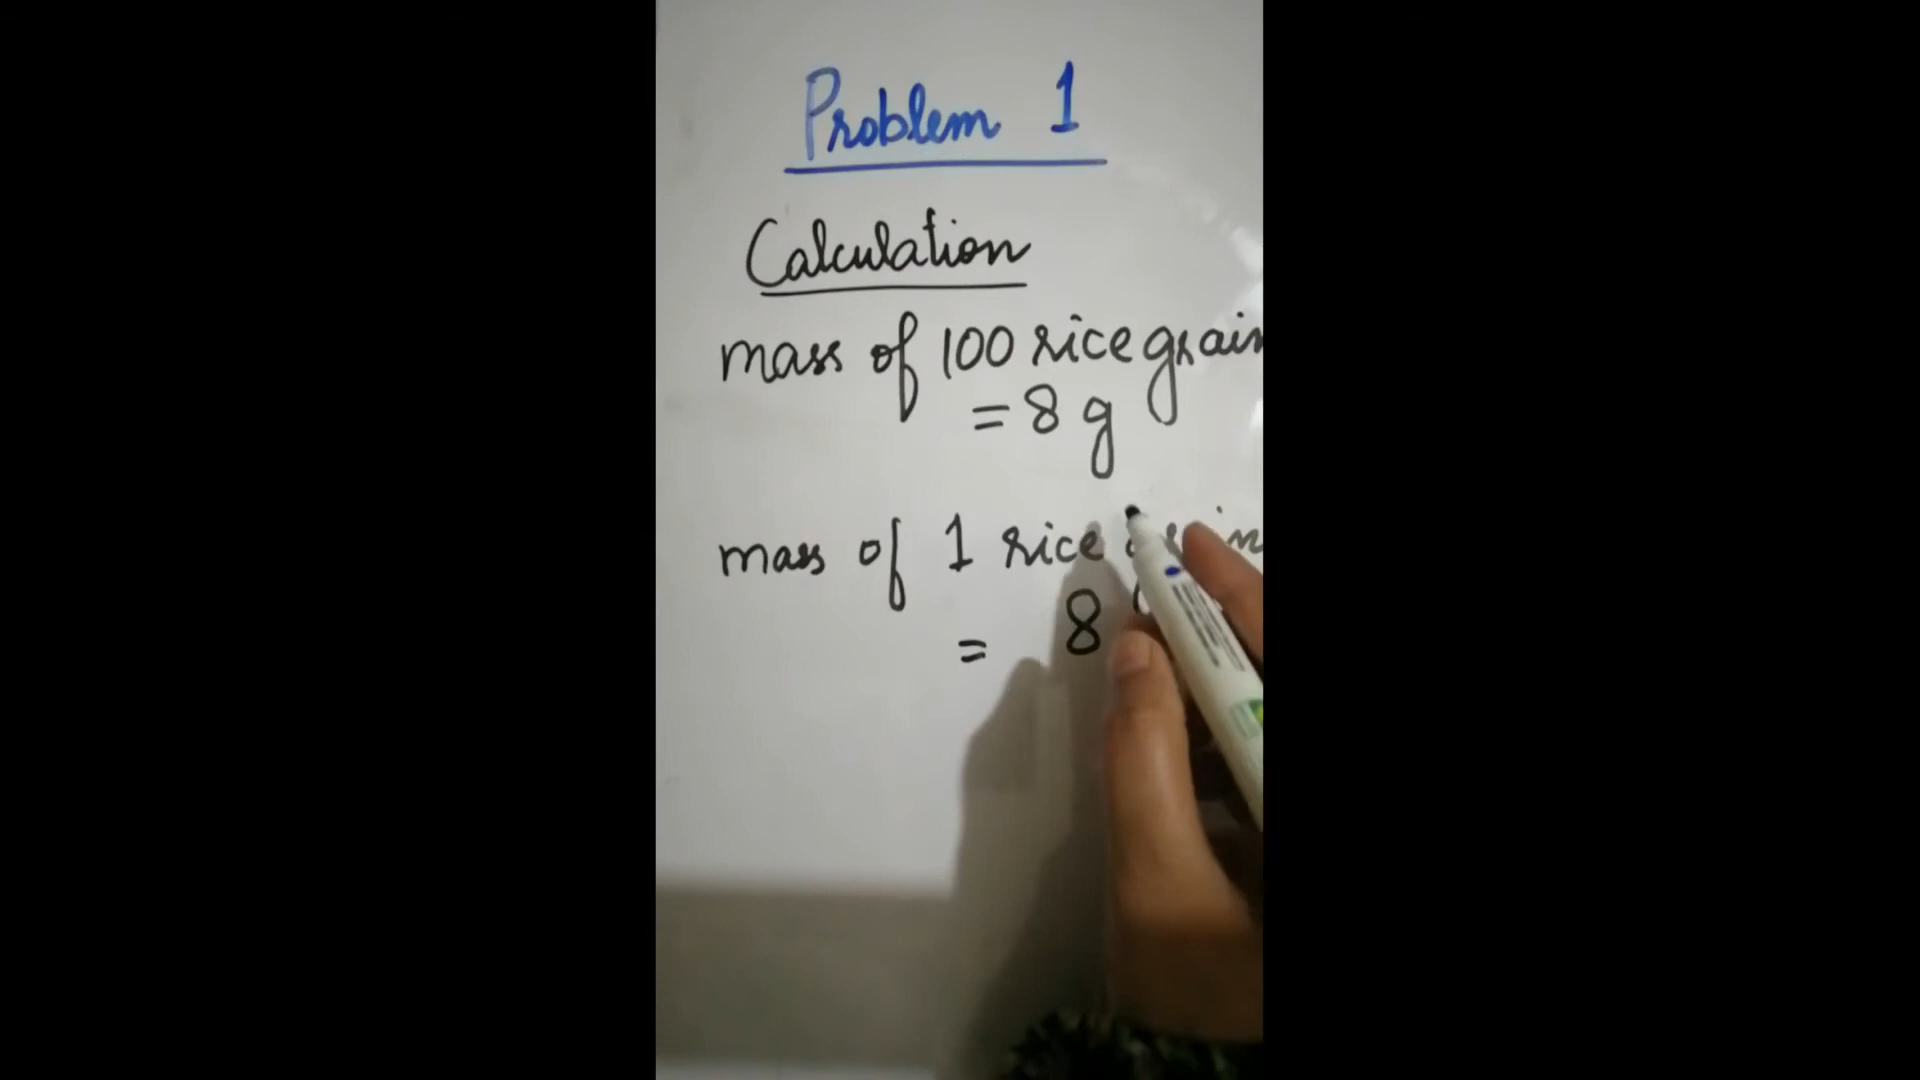 Problem 1
Calculation
mass of 100 rice grain
= 8 g
mass of 1 rice
= 8